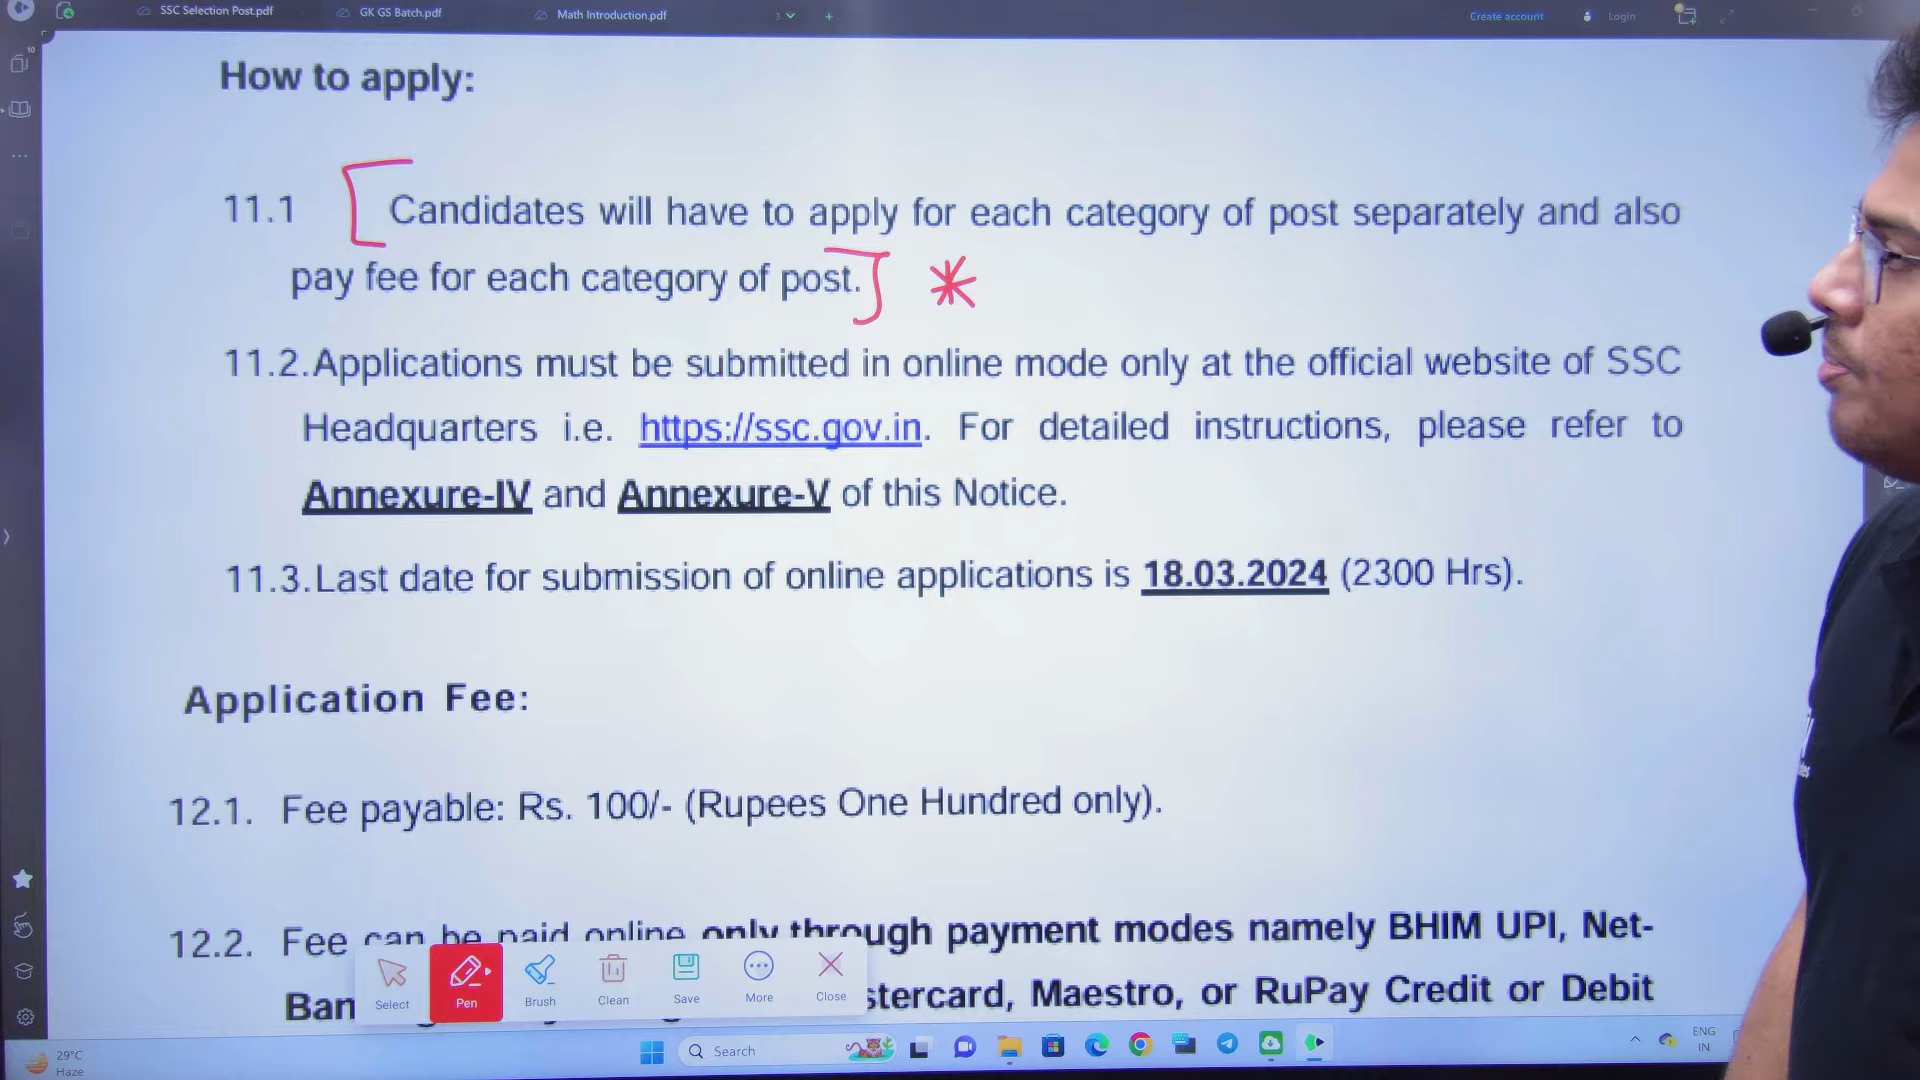 SSC Selection Post.pdf
GK GS Batch.pdf
Math Introduction.pdf
3
Create account
Login
10
How to apply:
11.1 Candidates will have to apply for each category of post separately and also
pay fee for each category of post. *
11.2. Applications must be submitted in online mode only at the official website of SSC
Headquarters i.e. https://ssc.gov.in. For detailed instructions, please refer to
Annexure-IV and Annexure-V of this Notice.
11.3. Last date for submission of online applications is 18.03.2024 (2300 Hrs).
Application Fee:
12.1. Fee payable: Rs. 100/- (Rupees One Hundred only).
12.2. Fee can be paid online only through payment modes namely BHIM UPI, Net-
stercard, Maestro, or RuPay Credit or Debit
Select
Pen
Brush
Clean
Save
More
Close
29°C
Haze
Search
ENG
IN